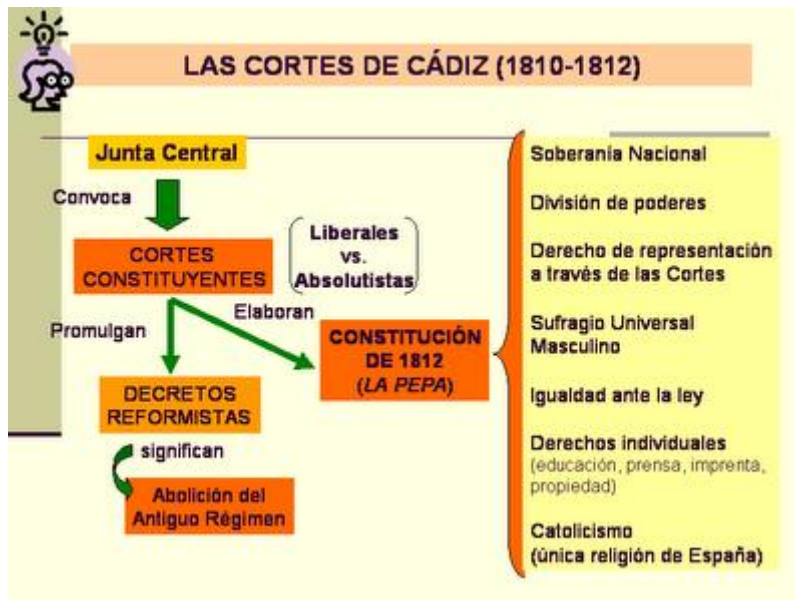 LAS CORTES DE CÁDIZ (1810-1812)
Junta Central
Convoca
CORTES
CONSTITUYENTES
Liberales
vs.
Absolutistas
Promulgan
Elaboran
DECRETOS
REFORMISTAS
significan
Abolición del
Antiguo Régimen
CONSTITUCIÓN
DE 1812
(LA PEPA)
Soberanía Nacional
División de poderes
Derecho de representación
a través de las Cortes
Sufragio Universal
Masculino
Igualdad ante la ley
Derechos individuales
(educación, prensa, imprenta,
propiedad)
Catolicismo
(única religión de España)